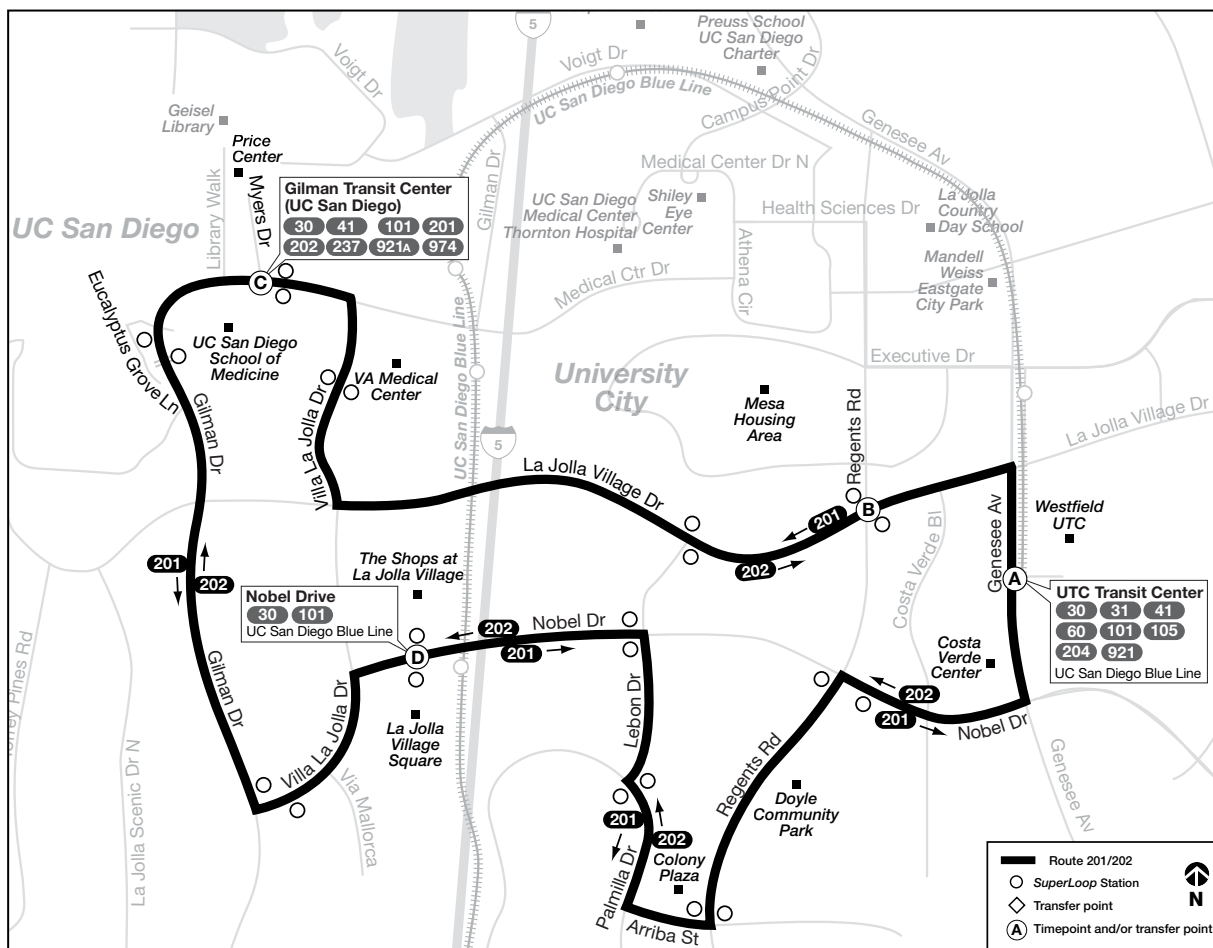 5
Preuss School
UC San Diego
Charter
Voigt Dr
Voigt Dr
UC San Diego Blue Line
Campus Point Dr
Genesee Av
Geisel
Library
Price
Center
Library Walk
Myers Dr
Gilman Transit Center
(UC San Diego)
30 41 101 201
202 237 921A 974
UC San Diego
Gilman Dr
Medical Center Dr N
UC San Diego
Medical Center
Thornton Hospital
Shiley
Eye
Center
Health Sciences Dr
La Jolla
Country
Day School
Athena Cir
Medical Ctr Dr
Mandell
Weiss
Eastgate
City Park
C
Eucalyptus Grove Ln
UC San Diego
School of
Medicine
VA Medical
Center
Villa La Jolla Dr
Gilman Dr
UC San Diego Blue Line
5
University
City
Executive Dr
Mesa
Housing
Area
Regents Rd
La Jolla Village Dr
La Jolla Village Dr
201
B
202
Genesee Av
Westfield
UTC
Costa Verde Bl
A
UTC Transit Center
30 31 41
60 101 105
204 921
UC San Diego Blue Line
201
202
The Shops at
La Jolla Village
Nobel Drive
30 101
UC San Diego Blue Line
D
202
201
Nobel Dr
Costa
Verde
Center
202
201
Nobel Dr
Gilman Dr
Villa La Jolla Dr
La Jolla
Village
Square
Lebon Dr
Regents Rd
Genesee Av
La Jolla Scenic Dr N
Via Mallorca
Doyle
Community
Park
201
202
Palmilla Dr
Colony
Plaza
Arriba St
Route 201/202
SuperLoop Station
Transfer point
A Timepoint and/or transfer point
N